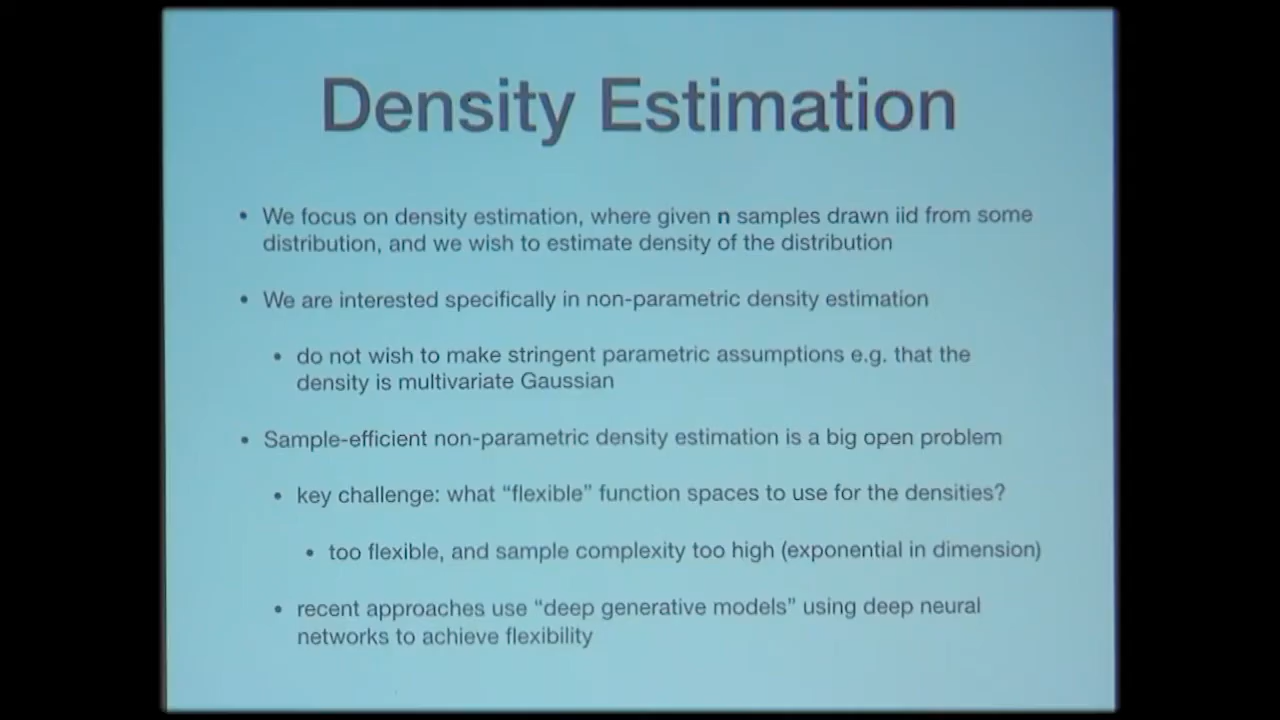 Density Estimation
• We focus on density estimation, where given n samples drawn iid from some
distribution, and we wish to estimate density of the distribution
• We are interested specifically in non-parametric density estimation
• do not wish to make stringent parametric assumptions e.g. that the
density is multivariate Gaussian
• Sample-efficient non-parametric density estimation is a big open problem
• key challenge: what “flexible” function spaces to use for the densities?
• too flexible, and sample complexity too high (exponential in dimension)
• recent approaches use “deep generative models” using deep neural
networks to achieve flexibility